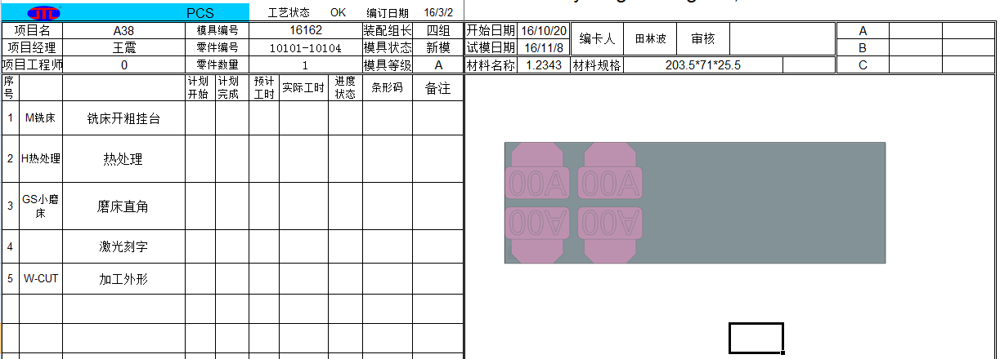 JTL PCS 工艺状态 OK 编订日期 16/3/2
项目名 A38 模具编号 16162 装配组长 四组 开始日期 16/10/20 编卡人 田林波 审核 A
项目经理 王震 零件编号 10101-10104 模具状态 新模 试模日期 16/11/8 B
项目工程师 0 零件数量 1 模具等级 A 材料名称 1.2343 材料规格 203.5*71*25.5 C
序号 计划开始 计划完成 预计工时 实际工时 进度状态 条形码 备注
1 M铣床 铣床开粗挂台
2 H热处理 热处理
3 GS小磨床 磨床直角
4 激光刻字
5 W-CUT 加工外形
00A 00A
00A 00A